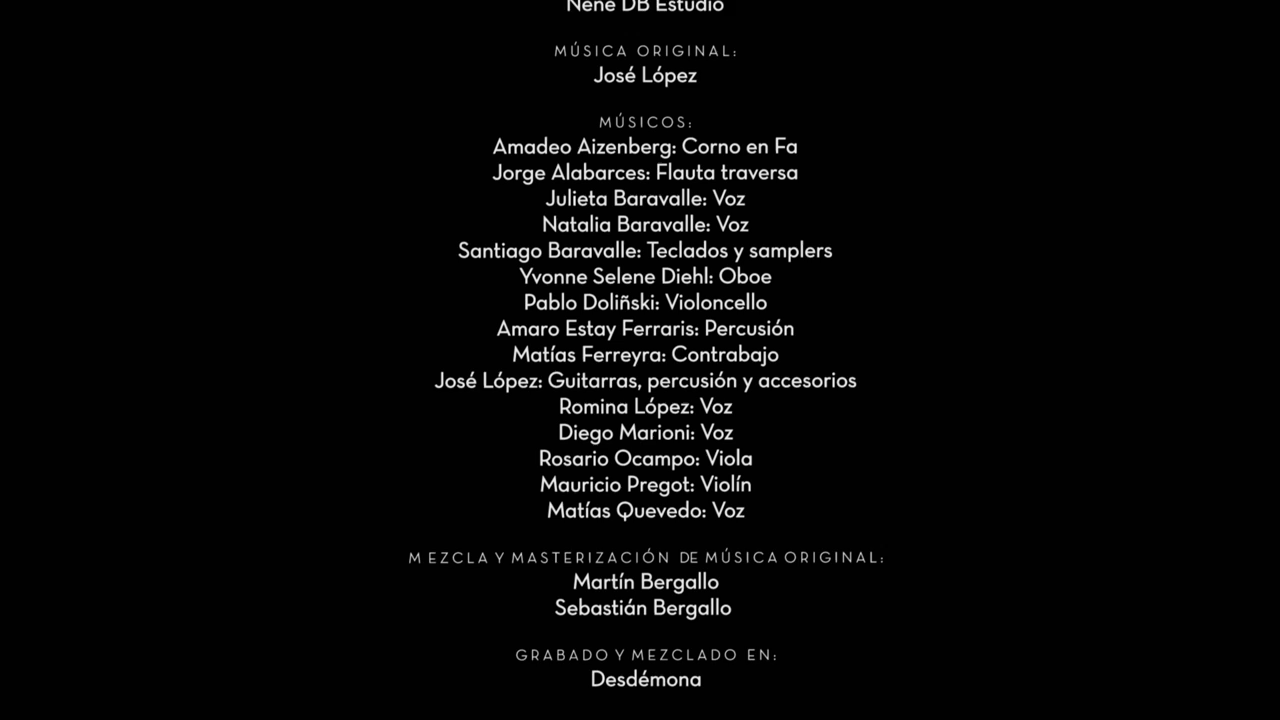 Nene DB Estudio
MÚSICA ORIGINAL:
José López
MÚSICOS:
Amadeo Aizenberg: Corno en Fa
Jorge Alabarces: Flauta traversa
Julieta Baravalle: Voz
Natalia Baravalle: Voz
Santiago Baravalle: Teclados y samplers
Yvonne Selene Diehl: Oboe
Pablo Doliñski: Violoncello
Amaro Estay Ferraris: Percusión
Matías Ferreyra: Contrabajo
José López: Guitarras, percusión y accesorios
Romina López: Voz
Diego Marioni: Voz
Rosario Ocampo: Viola
Mauricio Pregot: Violín
Matías Quevedo: Voz
MEZCLA Y MASTERIZACIÓN DE MÚSICA ORIGINAL:
Martín Bergallo
Sebastián Bergallo
GRABADO Y MEZCLADO EN:
Desdémona